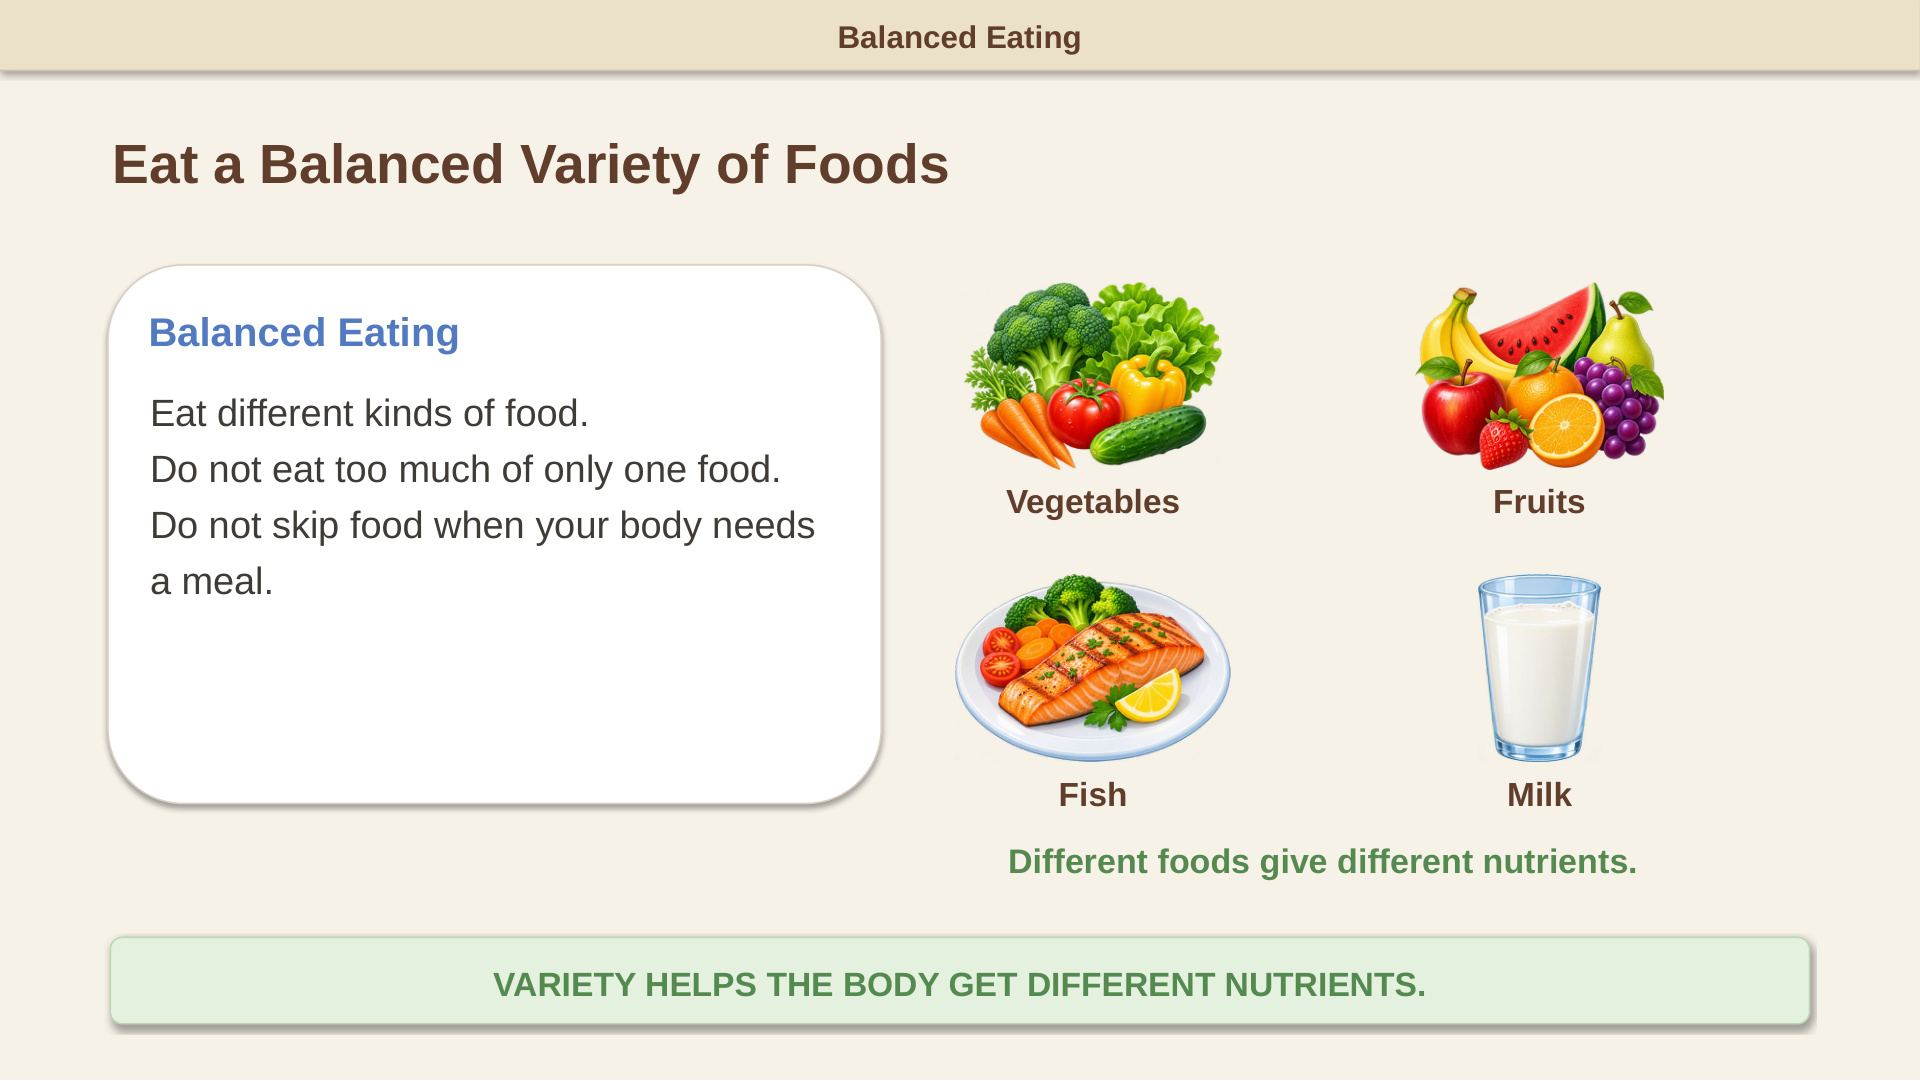 Balanced Eating
Eat a Balanced Variety of Foods
Balanced Eating
Eat different kinds of food.
Do not eat too much of only one food.
Do not skip food when your body needs
a meal.
Vegetables
Fruits
Fish
Milk
Different foods give different nutrients.
VARIETY HELPS THE BODY GET DIFFERENT NUTRIENTS.